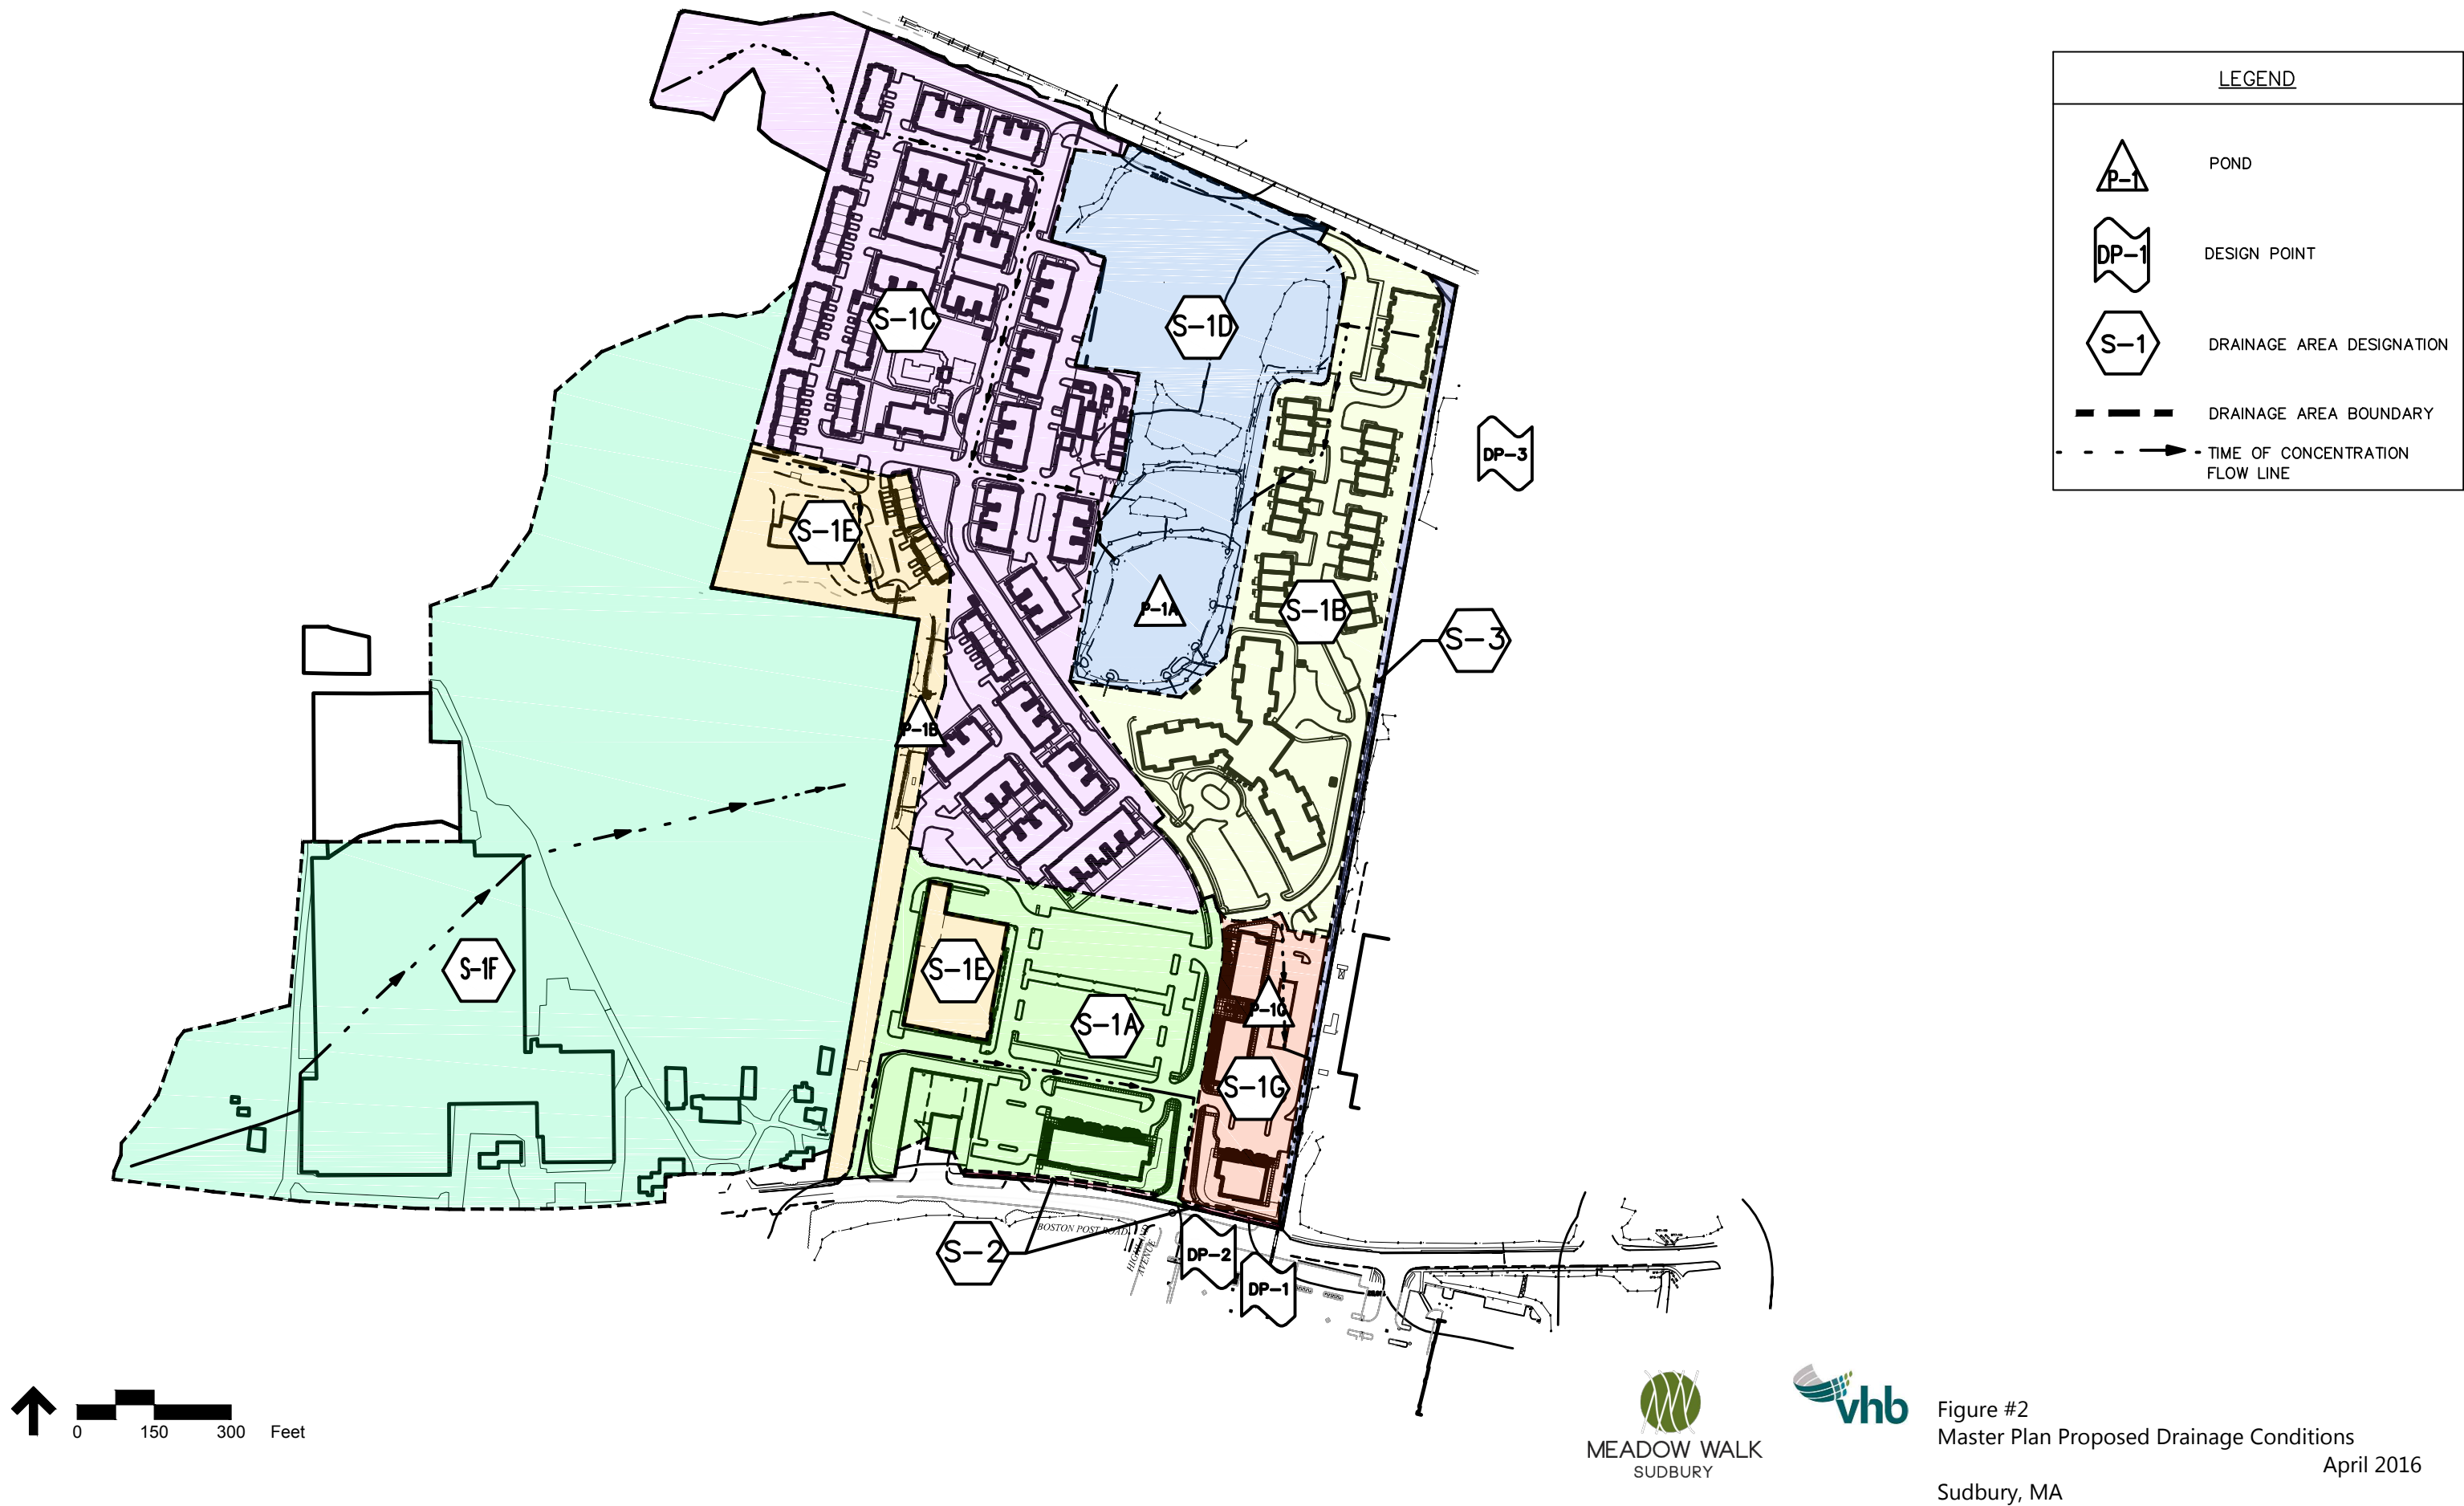 LEGEND
P-1
POND
DP-1
DESIGN POINT
S-1
DRAINAGE AREA DESIGNATION
DRAINAGE AREA BOUNDARY
TIME OF CONCENTRATION
FLOW LINE
S-1C
S-1D
DP-3
S-1E
P-1A
S-1B
S-3
P-1B
S-1F
S-1E
S-1A
S-1G
S-2
BOSTON POST ROAD
HIGHLAND
AVENUE
DP-2
DP-1
0 150 300 Feet
MEADOW WALK
SUDBURY
vhb
Figure #2
Master Plan Proposed Drainage Conditions
April 2016
Sudbury, MA